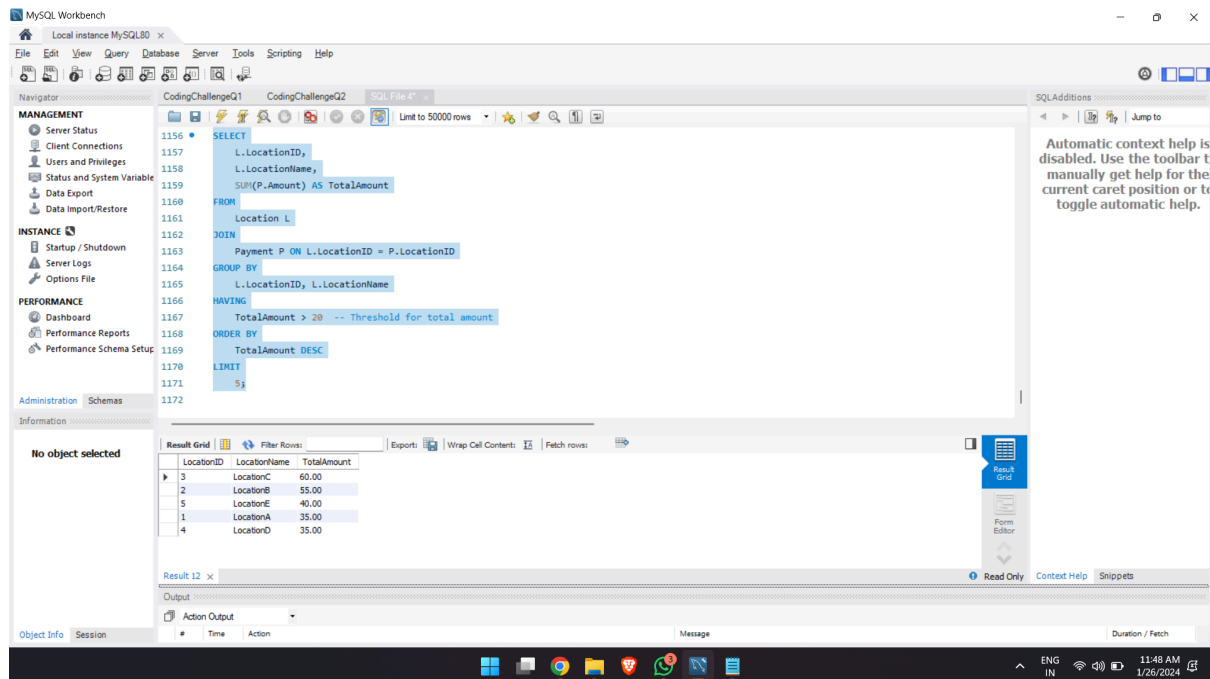 MySQL Workbench
Local instance MySQL80
File Edit View Query Database Server Tools Scripting Help
Navigator
MANAGEMENT
Server Status
Client Connections
Users and Privileges
Status and System Variable
Data Export
Data Import/Restore
INSTANCE
Startup / Shutdown
Server Logs
Options File
PERFORMANCE
Dashboard
Performance Reports
Performance Schema Setup
Administration Schemas
Information
No object selected
Object Info Session
CodingChallengeQ1 CodingChallengeQ2 SQL File 4*
Limit to 50000 rows
1156 SELECT
1157 L.LocationID,
1158 L.LocationName,
1159 SUM(P.Amount) AS TotalAmount
1160 FROM
1161 Location L
1162 JOIN
1163 Payment P ON L.LocationID = P.LocationID
1164 GROUP BY
1165 L.LocationID, L.LocationName
1166 HAVING
1167 TotalAmount > 20 -- Threshold for total amount
1168 ORDER BY
1169 TotalAmount DESC
1170 LIMIT
1171 5;
1172
Result Grid Filter Rows: Export: Wrap Cell Content: Fetch rows:
LocationID LocationName TotalAmount
3 LocationC 60.00
2 LocationB 55.00
5 LocationE 40.00
1 LocationA 35.00
4 LocationD 35.00
Result
Grid
Form
Editor
Result 12 Read Only
Output
Action Output
# Time Action Message Duration / Fetch
SQLAdditions
Jump to
Automatic context help is
disabled. Use the toolbar t
manually get help for the
current caret position or to
toggle automatic help.
Context Help Snippets
3
ENG
IN
11:48 AM
1/26/2024